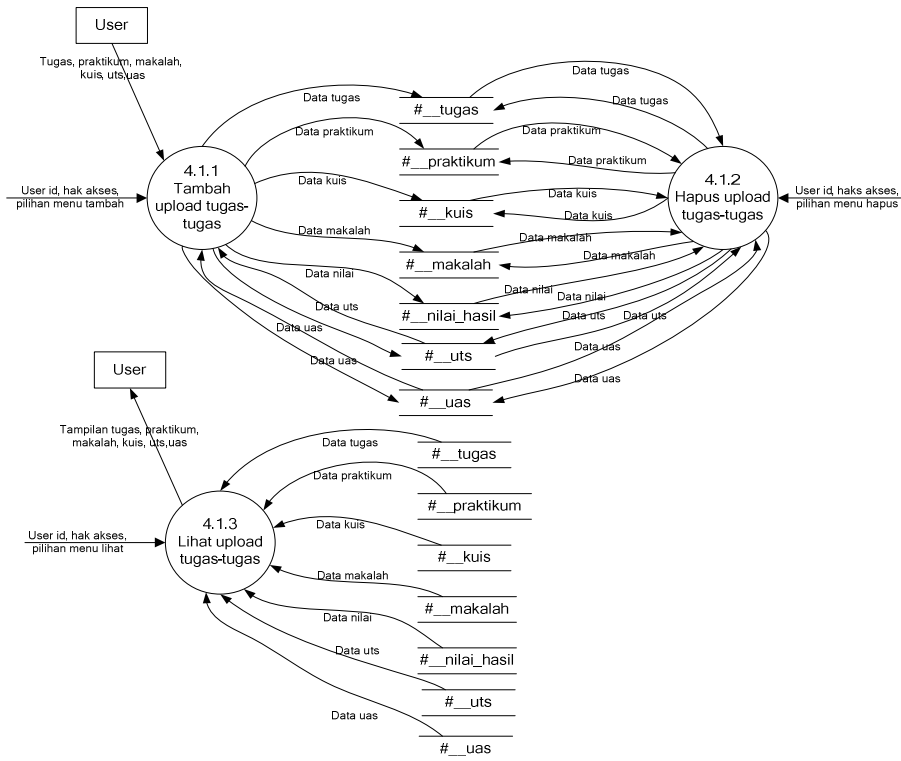 User
Tugas, praktikum, makalah,
kuis, uts,uas
4.1.1
Tambah
upload tugas-
tugas
User id, hak akses,
pilihan menu tambah
Data tugas
Data praktikum
Data kuis
Data makalah
Data nilai
Data uts
Data uas
Data uas
#__tugas
#__praktikum
#__kuis
#__makalah
#__nilai_hasil
#__uts
#__uas
Data tugas
Data tugas
Data praktikum
Data praktikum
Data kuis
Data kuis
Data makalah
Data makalah
Data nilai
Data nilai
Data uts
Data uts
Data uas
Data uas
4.1.2
Hapus upload
tugas-tugas
User id, haks akses,
pilihan menu hapus
User
Tampilan tugas, praktikum,
makalah, kuis, uts,uas
4.1.3
Lihat upload
tugas-tugas
User id, hak akses,
pilihan menu lihat
Data tugas
Data praktikum
Data kuis
Data makalah
Data nilai
Data uts
Data uas
#__tugas
#__praktikum
#__kuis
#__makalah
#__nilai_hasil
#__uts
#__uas